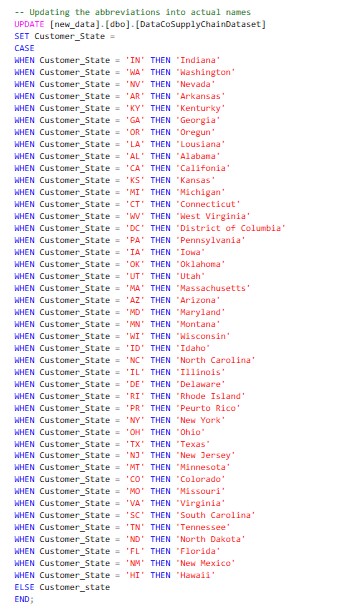 -- Updating the abbreviations into actual names
UPDATE [new_data].[dbo].[DataCoSupplyChainDataset]
SET Customer_State =
CASE
WHEN Customer_State = 'IN' THEN 'Indiana'
WHEN Customer_State = 'WA' THEN 'Washington'
WHEN Customer_State = 'NV' THEN 'Nevada'
WHEN Customer_State = 'AR' THEN 'Arkansas'
WHEN Customer_State = 'KY' THEN 'Kenturky'
WHEN Customer_State = 'GA' THEN 'Georgia'
WHEN Customer_State = 'OR' THEN 'Oregun'
WHEN Customer_State = 'LA' THEN 'Lousiana'
WHEN Customer_State = 'AL' THEN 'Alabama'
WHEN Customer_State = 'CA' THEN 'Califonia'
WHEN Customer_State = 'KS' THEN 'Kansas'
WHEN Customer_State = 'MI' THEN 'Michigan'
WHEN Customer_State = 'CT' THEN 'Connecticut'
WHEN Customer_State = 'WV' THEN 'West Virginia'
WHEN Customer_State = 'DC' THEN 'District of Columbia'
WHEN Customer_State = 'PA' THEN 'Pennsylvania'
WHEN Customer_State = 'IA' THEN 'Iowa'
WHEN Customer_State = 'OK' THEN 'Oklahoma'
WHEN Customer_State = 'UT' THEN 'Utah'
WHEN Customer_State = 'MA' THEN 'Massachusetts'
WHEN Customer_State = 'AZ' THEN 'Arizona'
WHEN Customer_State = 'MD' THEN 'Maryland'
WHEN Customer_State = 'MN' THEN 'Montana'
WHEN Customer_State = 'WI' THEN 'Wisconsin'
WHEN Customer_State = 'ID' THEN 'Idaho'
WHEN Customer_State = 'NC' THEN 'North Carolina'
WHEN Customer_State = 'IL' THEN 'Illinois'
WHEN Customer_State = 'DE' THEN 'Delaware'
WHEN Customer_State = 'RI' THEN 'Rhode Island'
WHEN Customer_State = 'PR' THEN 'Peurto Rico'
WHEN Customer_State = 'NY' THEN 'New York'
WHEN Customer_State = 'OH' THEN 'Ohio'
WHEN Customer_State = 'TX' THEN 'Texas'
WHEN Customer_State = 'NJ' THEN 'New Jersey'
WHEN Customer_State = 'MT' THEN 'Minnesota'
WHEN Customer_State = 'CO' THEN 'Colorado'
WHEN Customer_State = 'MO' THEN 'Missouri'
WHEN Customer_State = 'VA' THEN 'Virginia'
WHEN Customer_State = 'SC' THEN 'South Carolina'
WHEN Customer_State = 'TN' THEN 'Tennessee'
WHEN Customer_State = 'ND' THEN 'North Dakota'
WHEN Customer_State = 'FL' THEN 'Florida'
WHEN Customer_State = 'NM' THEN 'New Mexico'
WHEN Customer_State = 'HI' THEN 'Hawaii'
ELSE Customer_state
END;